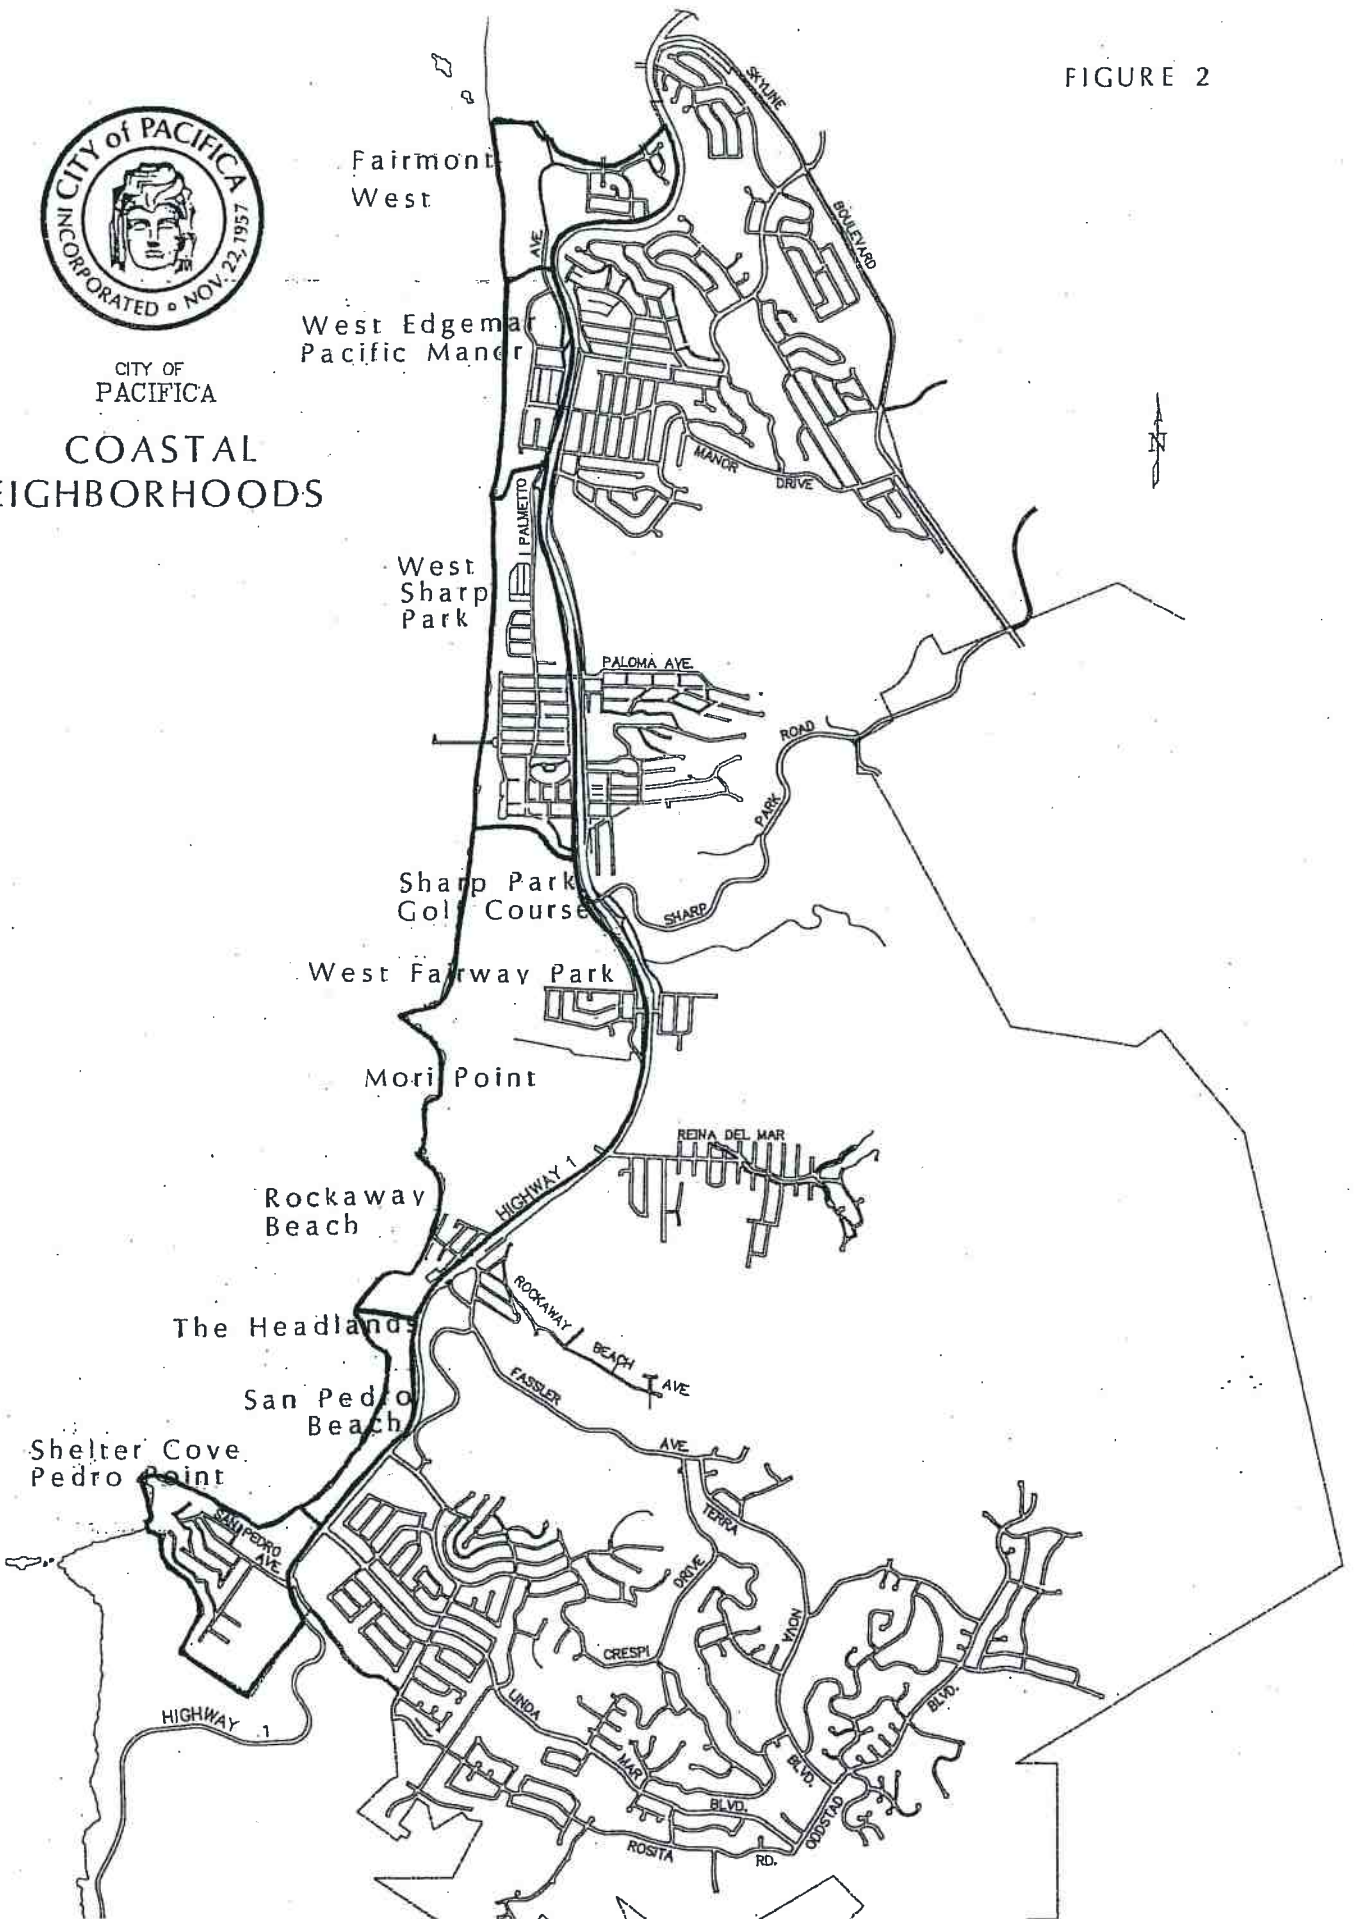 FIGURE 2
CITY of PACIFICA
INCORPORATED • NOV. 22, 1957
CITY OF
PACIFICA
COASTAL
EIGHBORHOODS
Fairmont
West
West Edgemar
Pacific Manor
West
Sharp
Park
Sharp Park
Golf Course
West Fairway Park
Mori Point
Rockaway
Beach
The Headlands
San Pedro
Beach
Shelter Cove
Pedro Point
SKYLINE
BOULEVARD
AVE.
PALMETTO
MANOR
DRIVE
N
PALOMA AVE.
ROAD
PARK
SHARP
REINA DEL MAR
HIGHWAY 1
ROCKAWAY
BEACH
AVE
FASSLER
AVE
TERRA
NOVA
BLVD.
DRIVE
CRESPI
SAN PEDRO
AVE
HIGHWAY 1
LINDA
MAR
BLVD.
BLVD.
ODDSTAD
ROSITA
RD.